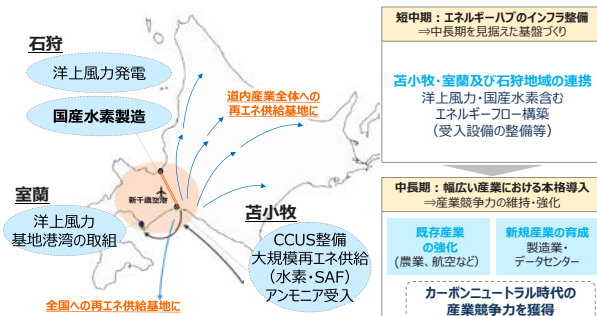 石狩
洋上風力発電
国産水素製造
道内産業全体への
再エネ供給基地に
新千歳空港
室蘭
洋上風力
基地港湾の取組
苫小牧
CCUS整備
大規模再エネ供給
（水素・SAF）
アンモニア受入
全国への再エネ供給基地に
短中期：エネルギーハブのインフラ整備
⇒中長期を見据えた基盤づくり
苫小牧・室蘭及び石狩地域の連携
洋上風力・国産水素含む
エネルギーフロー構築
（受入設備の整備等）
中長期：幅広い産業における本格導入
⇒産業競争力の維持・強化
既存産業
の強化
（農業、航空など）
新規産業の育成
製造業・
データセンター
カーボンニュートラル時代の
産業競争力を獲得